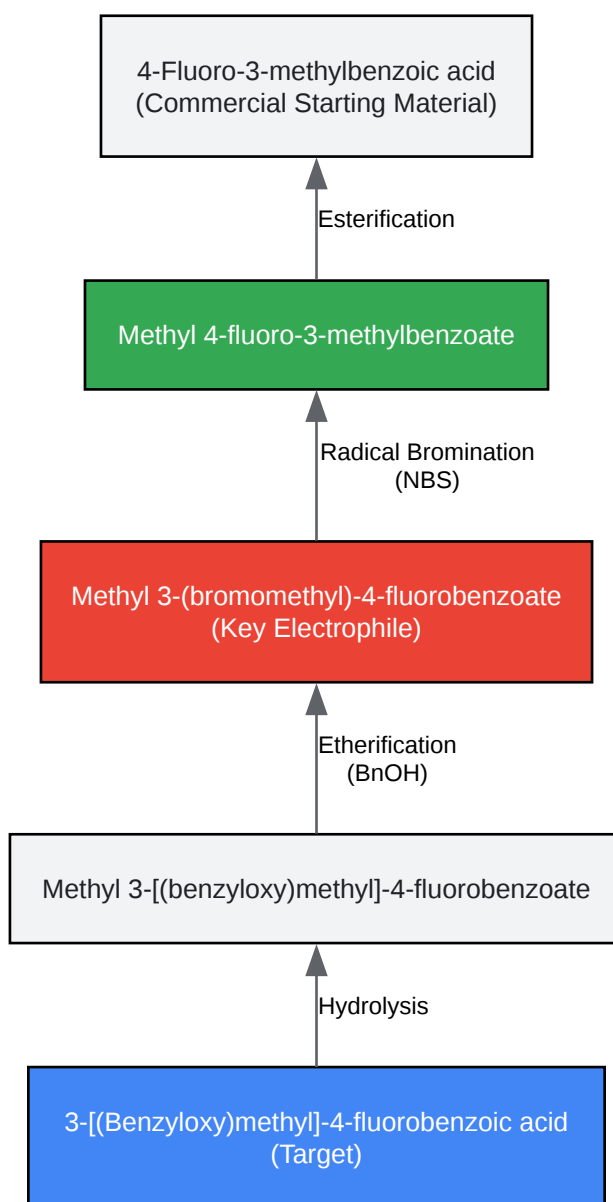 4-Fluoro-3-methylbenzoic acid
(Commercial Starting Material)
Esterification
Methyl 4-fluoro-3-methylbenzoate
Radical Bromination
(NBS)
Methyl 3-(bromomethyl)-4-fluorobenzoate
(Key Electrophile)
Etherification
(BnOH)
Methyl 3-[(benzyloxy)methyl]-4-fluorobenzoate
Hydrolysis
3-[(Benzyloxy)methyl]-4-fluorobenzoic acid
(Target)